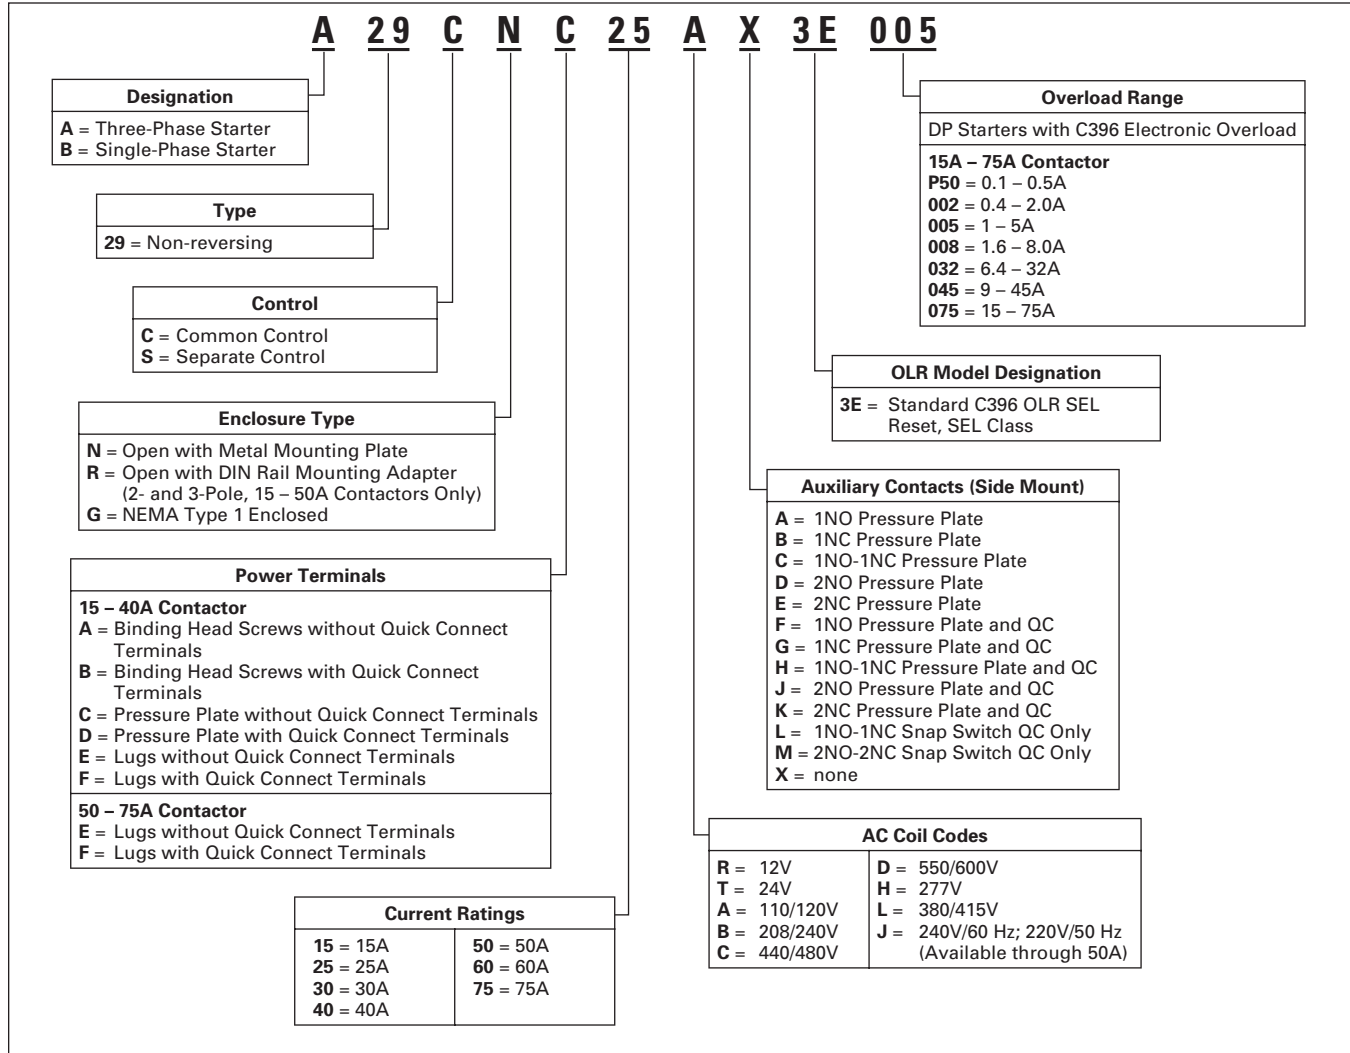 A 29 C N C 25 A X 3E 005
Designation
A = Three-Phase Starter
B = Single-Phase Starter
Type
29 = Non-reversing
Control
C = Common Control
S = Separate Control
Enclosure Type
N = Open with Metal Mounting Plate
R = Open with DIN Rail Mounting Adapter
(2- and 3-Pole, 15 – 50A Contactors Only)
G = NEMA Type 1 Enclosed
Power Terminals
15 – 40A Contactor
A = Binding Head Screws without Quick Connect
Terminals
B = Binding Head Screws with Quick Connect
Terminals
C = Pressure Plate without Quick Connect Terminals
D = Pressure Plate with Quick Connect Terminals
E = Lugs without Quick Connect Terminals
F = Lugs with Quick Connect Terminals
50 – 75A Contactor
E = Lugs without Quick Connect Terminals
F = Lugs with Quick Connect Terminals
Current Ratings
15 = 15A
25 = 25A
30 = 30A
40 = 40A
50 = 50A
60 = 60A
75 = 75A
Overload Range
DP Starters with C396 Electronic Overload
15A – 75A Contactor
P50 = 0.1 – 0.5A
002 = 0.4 – 2.0A
005 = 1 – 5A
008 = 1.6 – 8.0A
032 = 6.4 – 32A
045 = 9 – 45A
075 = 15 – 75A
OLR Model Designation
3E = Standard C396 OLR SEL
Reset, SEL Class
Auxiliary Contacts (Side Mount)
A = 1NO Pressure Plate
B = 1NC Pressure Plate
C = 1NO-1NC Pressure Plate
D = 2NO Pressure Plate
E = 2NC Pressure Plate
F = 1NO Pressure Plate and QC
G = 1NC Pressure Plate and QC
H = 1NO-1NC Pressure Plate and QC
J = 2NO Pressure Plate and QC
K = 2NC Pressure Plate and QC
L = 1NO-1NC Snap Switch QC Only
M = 2NO-2NC Snap Switch QC Only
X = none
AC Coil Codes
R = 12V
T = 24V
A = 110/120V
B = 208/240V
C = 440/480V
D = 550/600V
H = 277V
L = 380/415V
J = 240V/60 Hz; 220V/50 Hz
(Available through 50A)